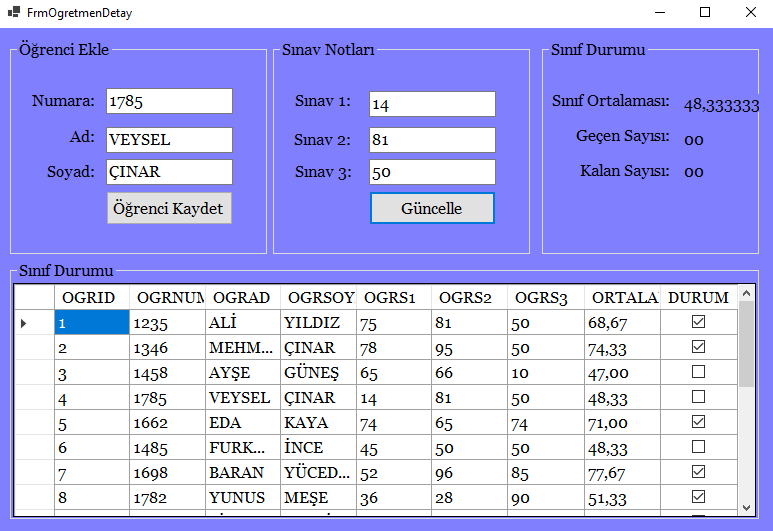 FrmOgretmenDetay
Öğrenci Ekle
Numara: 1785
Ad: VEYSEL
Soyad: ÇINAR
Öğrenci Kaydet
Sınav Notları
Sınav 1: 14
Sınav 2: 81
Sınav 3: 50
Güncelle
Sınıf Durumu
Sınıf Ortalaması: 48,333333
Geçen Sayısı: 00
Kalan Sayısı: 00
Sınıf Durumu
OGRID OGRNUM OGRAD OGRSOY OGRS1 OGRS2 OGRS3 ORTALA DURUM
1 1235 ALİ YILDIZ 75 81 50 68,67
2 1346 MEHM... ÇINAR 78 95 50 74,33
3 1458 AYŞE GÜNEŞ 65 66 10 47,00
4 1785 VEYSEL ÇINAR 14 81 50 48,33
5 1662 EDA KAYA 74 65 74 71,00
6 1485 FURK... İNCE 45 50 50 48,33
7 1698 BARAN YÜCED... 52 96 85 77,67
8 1782 YUNUS MEŞE 36 28 90 51,33